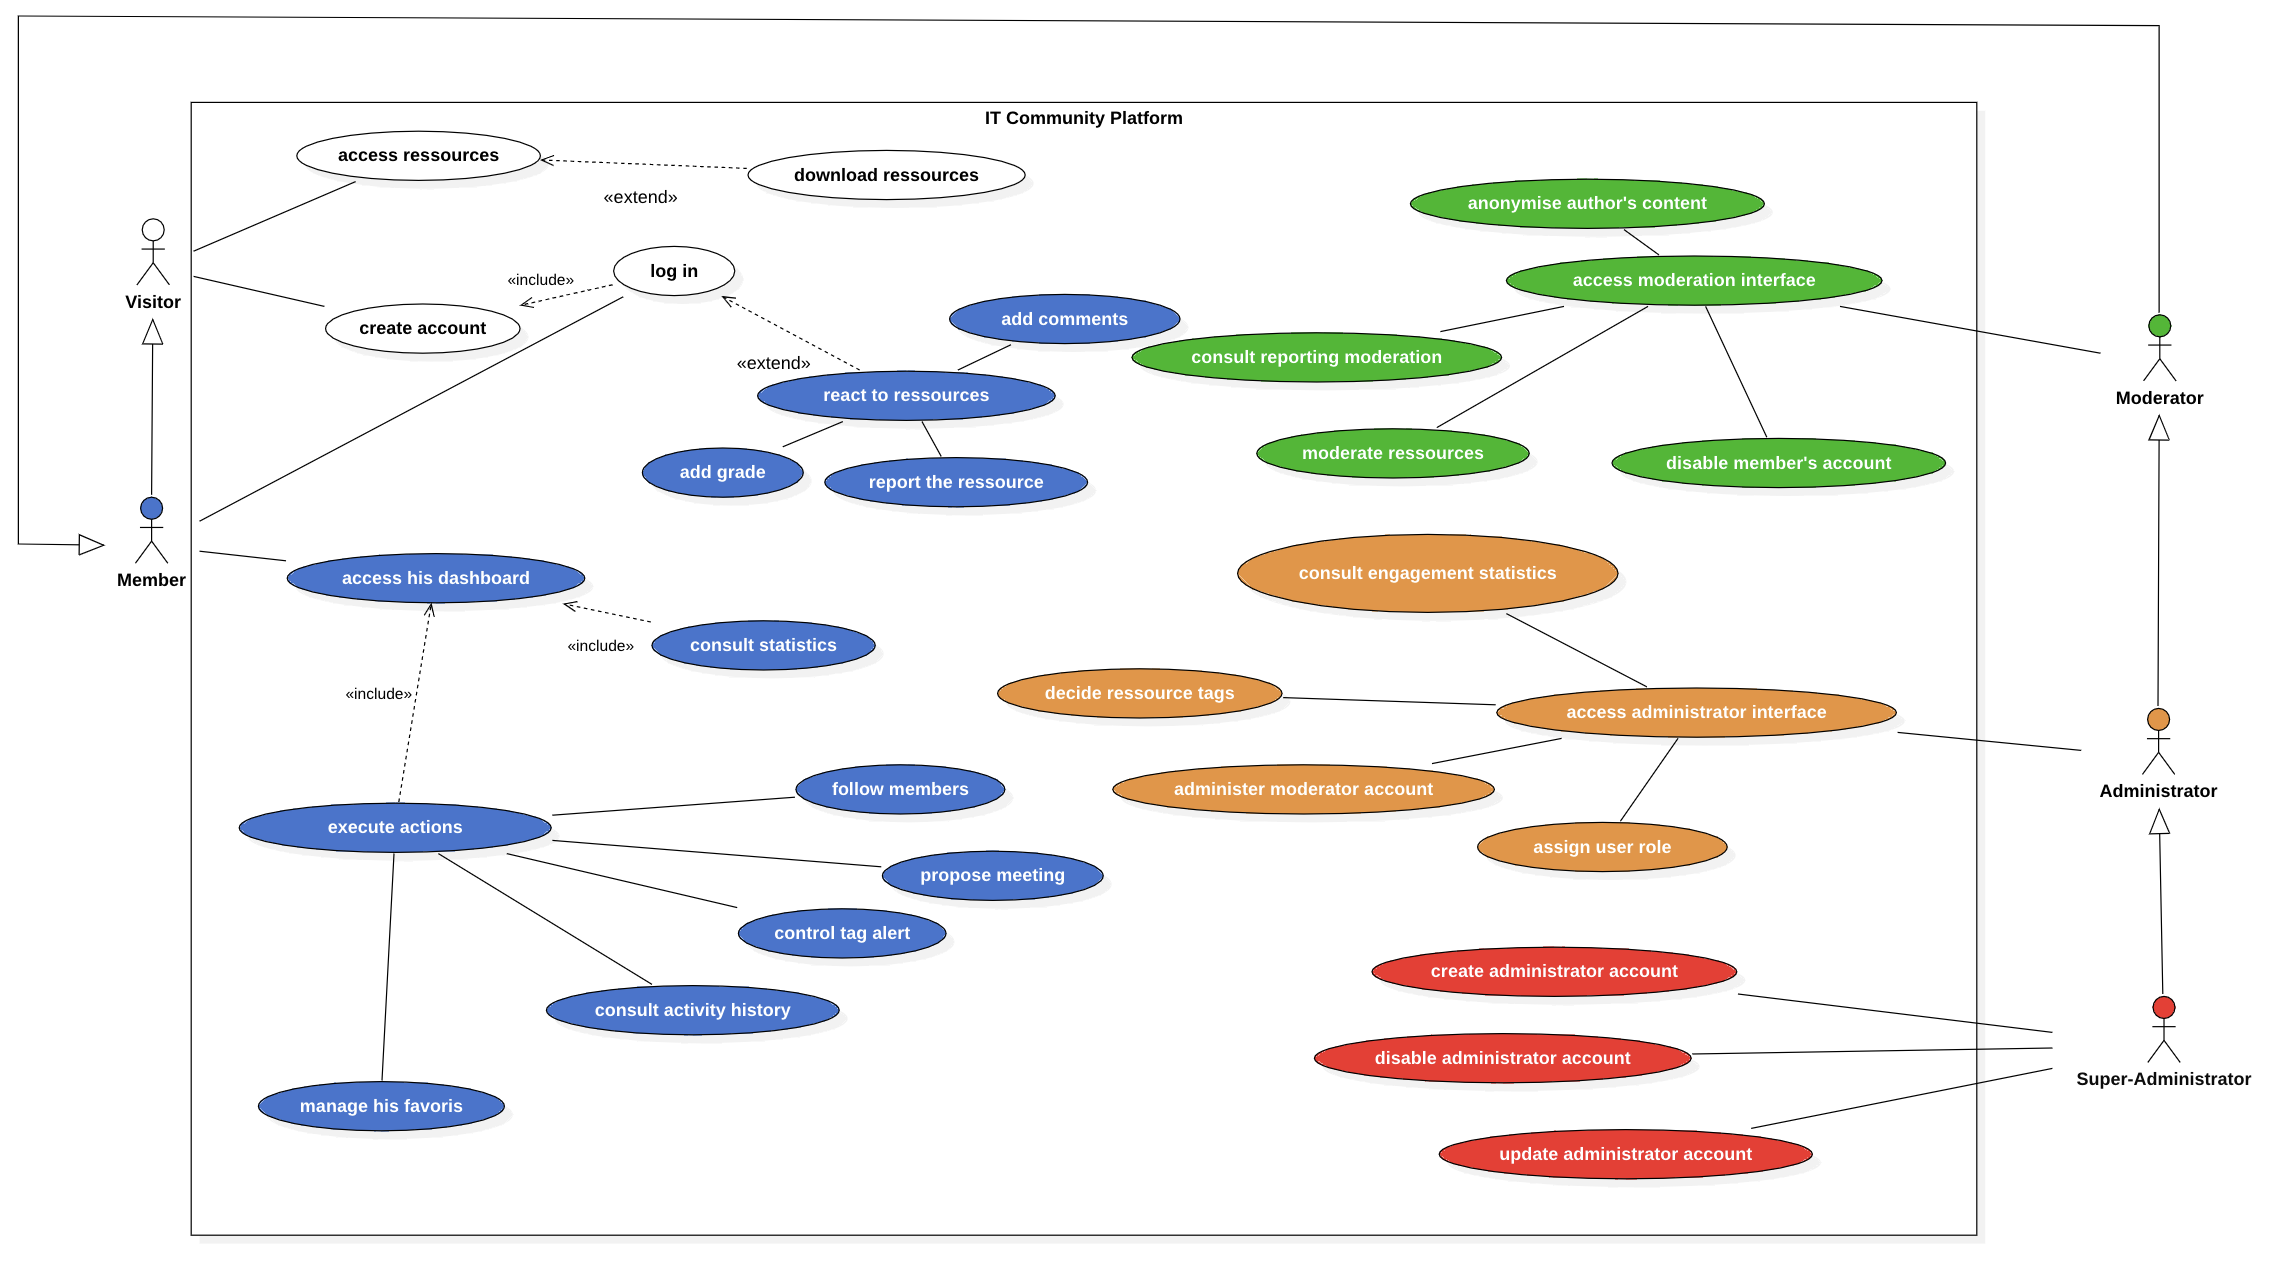 IT Community Platform
access ressources
download ressources
«extend»
anonymise author's content
log in
«include»
access moderation interface
Visitor
create account
add comments
«extend»
consult reporting moderation
react to ressources
Moderator
add grade
report the ressource
moderate ressources
disable member's account
Member
access his dashboard
consult engagement statistics
consult statistics
«include»
«include»
decide ressource tags
access administrator interface
follow members
administer moderator account
Administrator
execute actions
assign user role
propose meeting
control tag alert
create administrator account
consult activity history
disable administrator account
Super-Administrator
manage his favoris
update administrator account